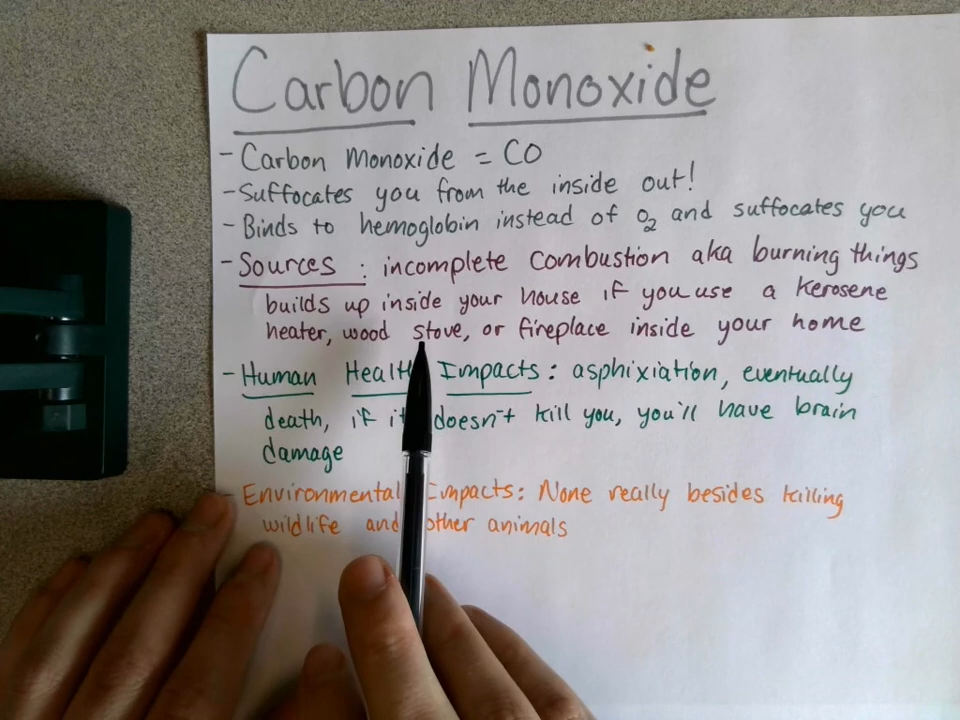 Carbon Monoxide
- Carbon Monoxide = CO
- Suffocates you from the inside out!
- Binds to hemoglobin instead of O₂ and suffocates you
- Sources: incomplete combustion aka burning things
builds up inside your house if you use a kerosene
heater, wood stove, or fireplace inside your home
- Human Health Impacts: asphixiation, eventually
death, if it doesn't kill you, you'll have brain
damage
- Environmental Impacts: None really besides killing
wildlife and other animals